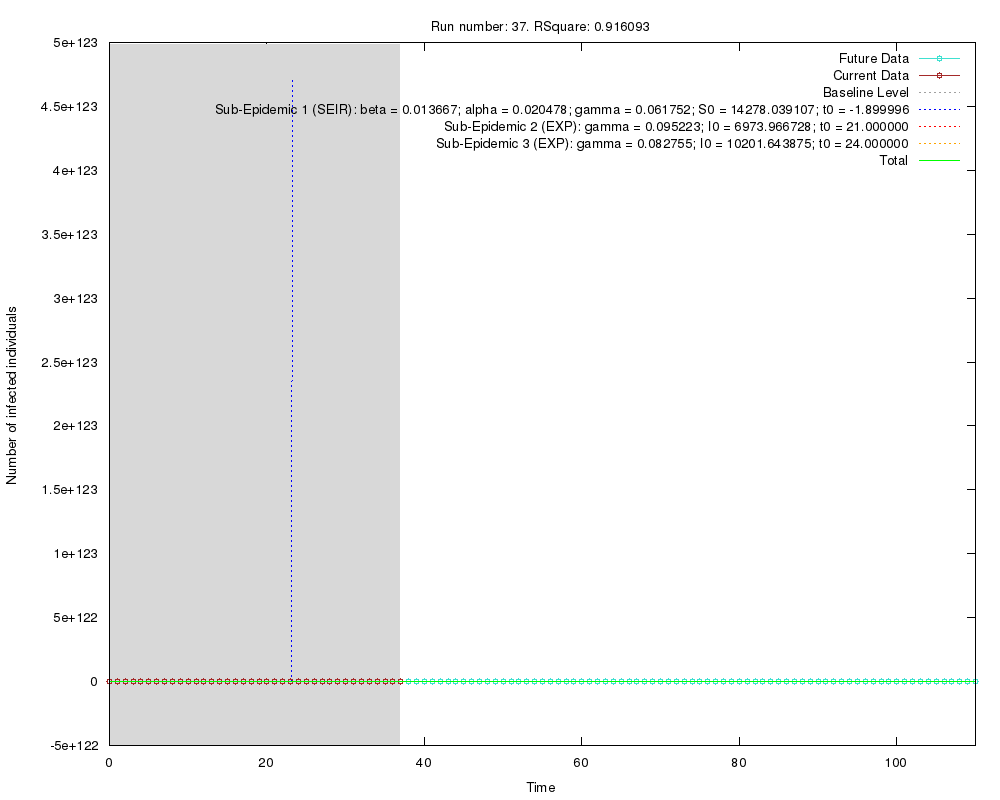 Run number: 37. RSquare: 0.916093
5e+123
4.5e+123
4e+123
3.5e+123
3e+123
2.5e+123
2e+123
1.5e+123
1e+123
5e+122
0
-5e+122
Number of infected individuals
Future Data
Current Data
Baseline Level
Sub-Epidemic 1 (SEIR): beta = 0.013667; alpha = 0.020478; gamma = 0.061752; S0 = 14278.039107; t0 = -1.899996
Sub-Epidemic 2 (EXP): gamma = 0.095223; I0 = 6973.966728; t0 = 21.000000
Sub-Epidemic 3 (EXP): gamma = 0.082755; I0 = 10201.643875; t0 = 24.000000
Total
0 20 40 60 80 100
Time